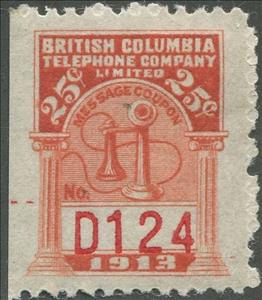 BRITISH COLUMBIA
TELEPHONE COMPANY
LIMITED
25¢ 25¢
MESSAGE COUPON
No.
D124
1913